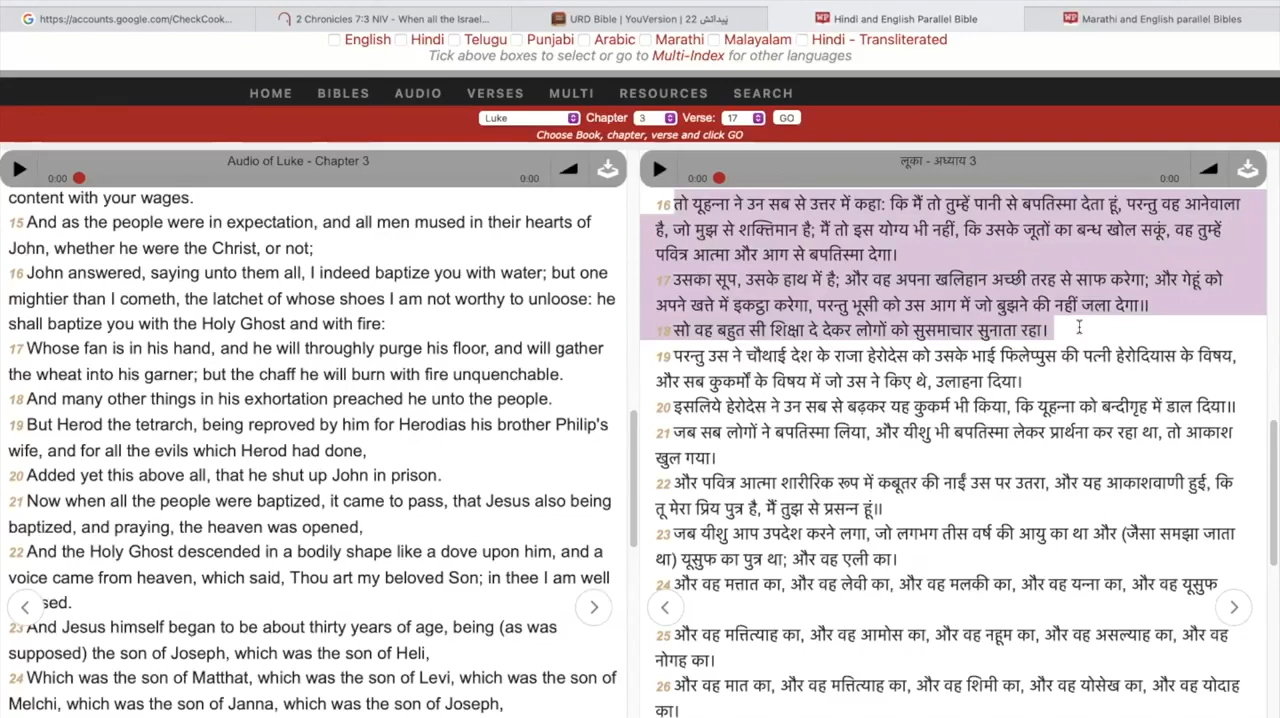 https://accounts.google.com/CheckCook...
2 Chronicles 7:3 NIV - When all the Israel...
URD Bible | YouVersion | 22 پیدائش
Hindi and English Parallel Bible
Marathi and English parallel Bibles
English Hindi Telugu Punjabi Arabic Marathi Malayalam Hindi - Transliterated
Tick above boxes to select or go to Multi-Index for other languages
HOME BIBLES AUDIO VERSES MULTI RESOURCES SEARCH
Luke Chapter 3 Verse: 17 GO
Choose Book, chapter, verse and click GO
Audio of Luke - Chapter 3
0:00 0:00
content with your wages.
15 And as the people were in expectation, and all men mused in their hearts of
John, whether he were the Christ, or not;
16 John answered, saying unto them all, I indeed baptize you with water; but one
mightier than I cometh, the latchet of whose shoes I am not worthy to unloose: he
shall baptize you with the Holy Ghost and with fire:
17 Whose fan is in his hand, and he will throughly purge his floor, and will gather
the wheat into his garner; but the chaff he will burn with fire unquenchable.
18 And many other things in his exhortation preached he unto the people.
19 But Herod the tetrarch, being reproved by him for Herodias his brother Philip's
wife, and for all the evils which Herod had done,
20 Added yet this above all, that he shut up John in prison.
21 Now when all the people were baptized, it came to pass, that Jesus also being
baptized, and praying, the heaven was opened,
22 And the Holy Ghost descended in a bodily shape like a dove upon him, and a
voice came from heaven, which said, Thou art my beloved Son; in thee I am well
sed.
23 And Jesus himself began to be about thirty years of age, being (as was
supposed) the son of Joseph, which was the son of Heli,
24 Which was the son of Matthat, which was the son of Levi, which was the son of
Melchi, which was the son of Janna, which was the son of Joseph,
लूका - अध्याय 3
0:00 0:00
16 तो यूहन्ना ने उन सब से उत्तर में कहा: कि मैं तो तुम्हें पानी से बपतिस्मा देता हूं, परन्तु वह आनेवाला
है, जो मुझ से शक्तिमान है; मैं तो इस योग्य भी नहीं, कि उसके जूतों का बन्ध खोल सकूं, वह तुम्हें
पवित्र आत्मा और आग से बपतिस्मा देगा।
17 उसका सूप, उसके हाथ में है; और वह अपना खलिहान अच्छी तरह से साफ करेगा; और गेहूं को
अपने खत्ते में इकट्ठा करेगा, परन्तु भूसी को उस आग में जो बुझने की नहीं जला देगा॥
18 सो वह बहुत सी शिक्षा दे देकर लोगों को सुसमाचार सुनाता रहा।
19 परन्तु उस ने चौथाई देश के राजा हेरोदेस को उसके भाई फिलेप्पुस की पत्नी हेरोदियास के विषय,
और सब कुकर्मों के विषय में जो उस ने किए थे, उलाहना दिया।
20 इसलिये हेरोदेस ने उन सब से बढ़कर यह कुकर्म भी किया, कि यूहन्ना को बन्दीगृह में डाल दिया॥
21 जब सब लोगों ने बपतिस्मा लिया, और यीशु भी बपतिस्मा लेकर प्रार्थना कर रहा था, तो आकाश
खुल गया।
22 और पवित्र आत्मा शारीरिक रूप में कबूतर की नाईं उस पर उतरा, और यह आकाशवाणी हुई, कि
तू मेरा प्रिय पुत्र है, मैं तुझ से प्रसन्न हूं॥
23 जब यीशु आप उपदेश करने लगा, जो लगभग तीस वर्ष की आयु का था और (जैसा समझा जाता
था) यूसुफ का पुत्र था; और वह एली का।
24 और वह मत्तात का, और वह लेवी का, और वह मलकी का, और वह यन्ना का, और वह यूसुफ
25 और वह मत्तित्याह का, और वह आमोस का, और वह नहूम का, और वह असल्याह का, और वह
नोगह का।
26 और वह मात का, और वह मत्तित्याह का, और वह शिमी का, और वह योसेख का, और वह योदाह
का।